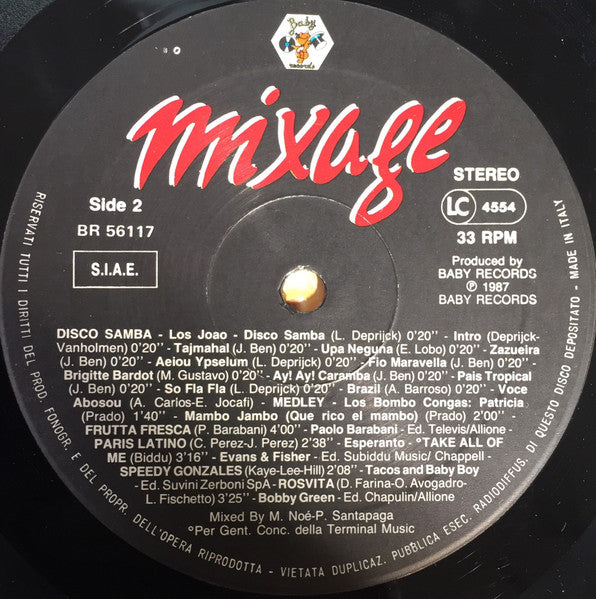 Baby
records
mixage
Side 2
BR 56117
S.I.A.E.
STEREO
LC 4554
33 RPM
Produced by
BABY RECORDS
℗ 1987
BABY RECORDS
DISCO SAMBA - Los Joao - Disco Samba (L. Deprijck) 0'20'' - Intro (Deprijck-
Vanholmen) 0'20'' - Tajmahal (J. Ben) 0'20'' - Upa Neguna (E. Lobo) 0'20'' - Zazueira
(J. Ben) 0'20'' - Aeiou Ypselum (L. Deprijck) 0'20'' - Fio Maravella (J. Ben) 0'20'' -
Brigitte Bardot (M. Gustavo) 0'20'' - Ay! Ay! Caramba (J. Ben) 0'20'' - Pais Tropical
(J. Ben) 0'20'' - So Fla Fla (L. Deprijck) 0'20'' - Brazil (A. Barroso) 0'20'' - Voce
Abosou (A. Carlos-E. Jocafi) - MEDLEY - Los Bombo Congas: Patricia
(Prado) 1'40'' - Mambo Jambo (Que rico el mambo) (Prado) 2'00'' -
FRUTTA FRESCA (P. Barabani) 4'00'' - Paolo Barabani - Ed. Televis/Allione -
PARIS LATINO (C. Perez-J. Perez) 2'38'' - Esperanto - °TAKE ALL OF
ME (Biddu) 3'16'' - Evans & Fisher - Ed. Subiddu Music/ Chappell -
SPEEDY GONZALES (Kaye-Lee-Hill) 2'08'' - Tacos and Baby Boy
- Ed. Suvini Zerboni SpA - ROSVITA (D. Farina-O. Avogadro-
L. Fischetto) 3'25'' - Bobby Green - Ed. Chapulin/Allione
Mixed By M. Noé-P. Santapaga
°Per Gent. Conc. della Terminal Music
RISERVATI TUTTI I DIRITTI DEL PROD. FONOGR. E DEL PROPR. DELL'OPERA RIPRODOTTA - VIETATA DUPLICAZ. PUBBLICA ESEC. RADIODIFFUS. DI QUESTO DISCO DEPOSITATO - MADE IN ITALY